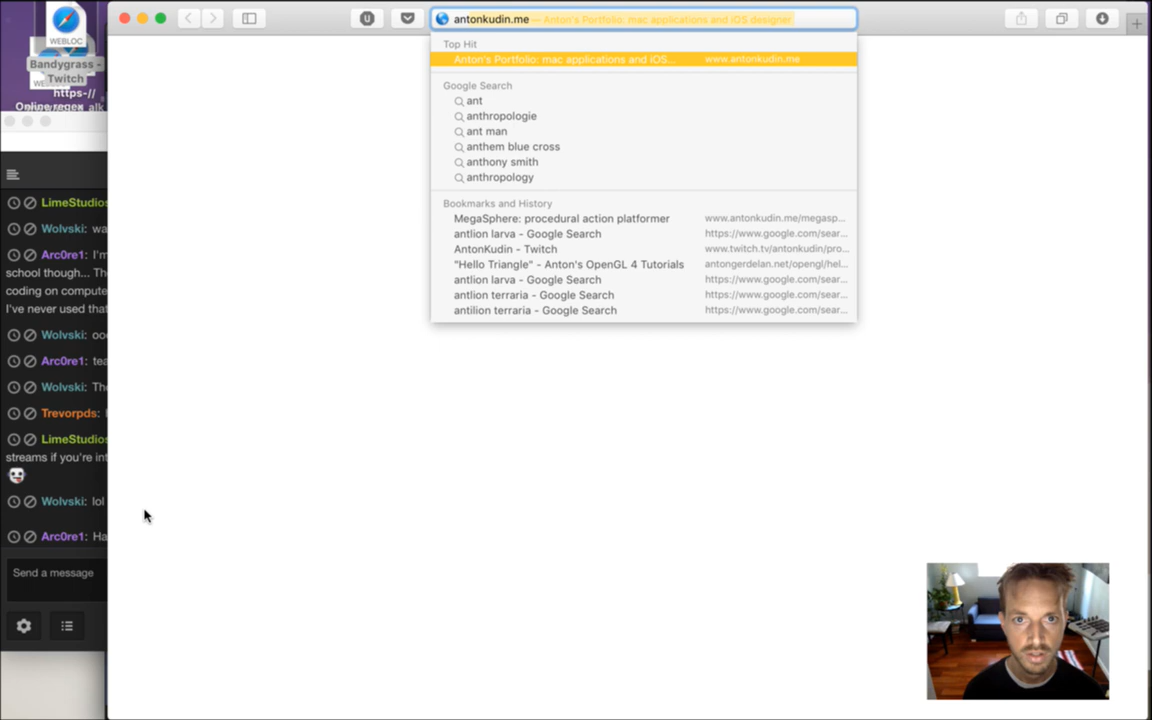 WEBLOC
Bandygrass -
Twitch
https-//
Online regex
antonkudin.me — Anton's Portfolio: mac applications and iOS designer
Top Hit
Anton's Portfolio: mac applications and iOS... www.antonkudin.me
Google Search
ant
anthropologie
ant man
anthem blue cross
anthony smith
anthropology
Bookmarks and History
MegaSphere: procedural action platformer www.antonkudin.me/megasp...
antlion larva - Google Search https://www.google.com/sear...
AntonKudin - Twitch www.twitch.tv/antonkudin/pro...
"Hello Triangle" - Anton's OpenGL 4 Tutorials antongerdelan.net/opengl/hel...
antlion larva - Google Search https://www.google.com/sear...
antlion terraria - Google Search https://www.google.com/sear...
antilion terraria - Google Search https://www.google.com/sear...
LimeStudios
Wolvski: wa
Arc0re1: I'm
school though... Th
coding on compute
I've never used that
Wolvski: ooo
Arc0re1: tea
Wolvski: The
Trevorpds:
LimeStudios
streams if you're int
Wolvski: lol
Arc0re1: Ha
Send a message